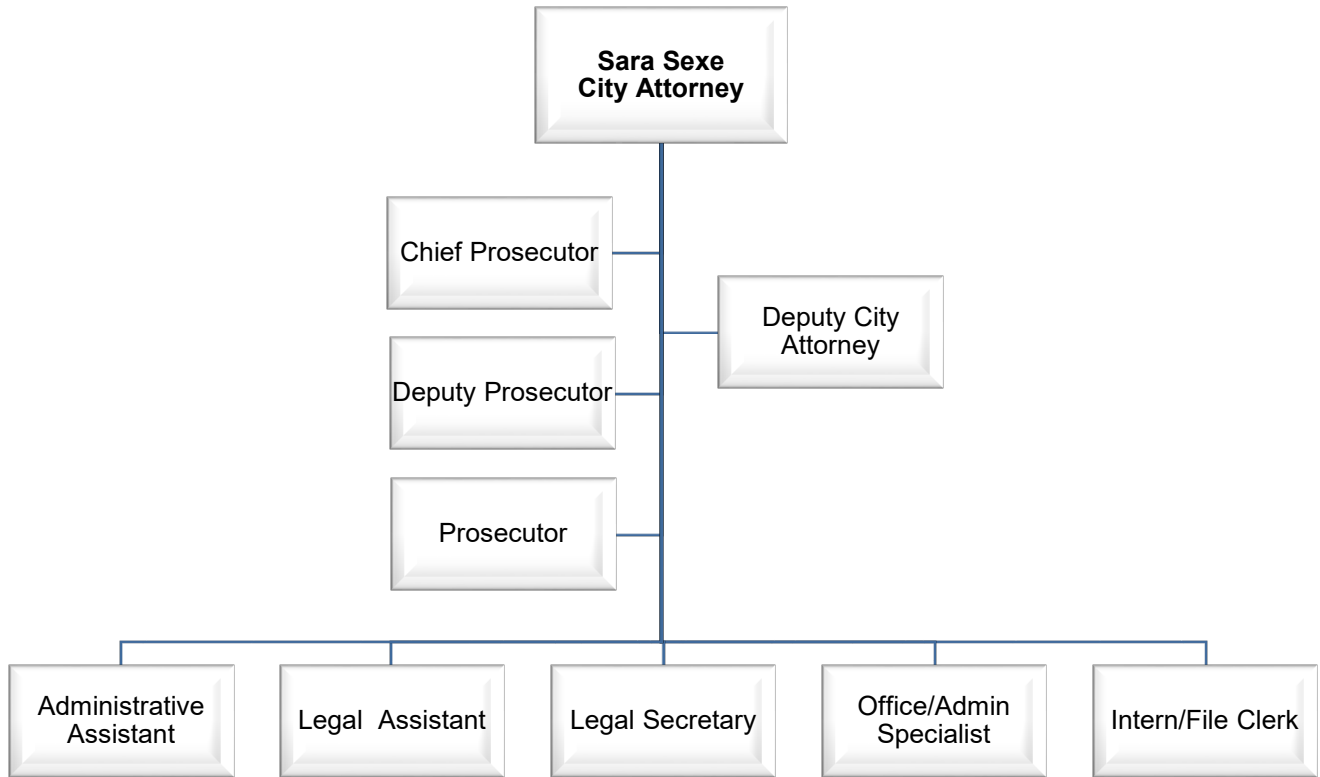 Sara Sexe
City Attorney
Chief Prosecutor
Deputy City
Attorney
Deputy Prosecutor
Prosecutor
Administrative
Assistant
Legal Assistant
Legal Secretary
Office/Admin
Specialist
Intern/File Clerk